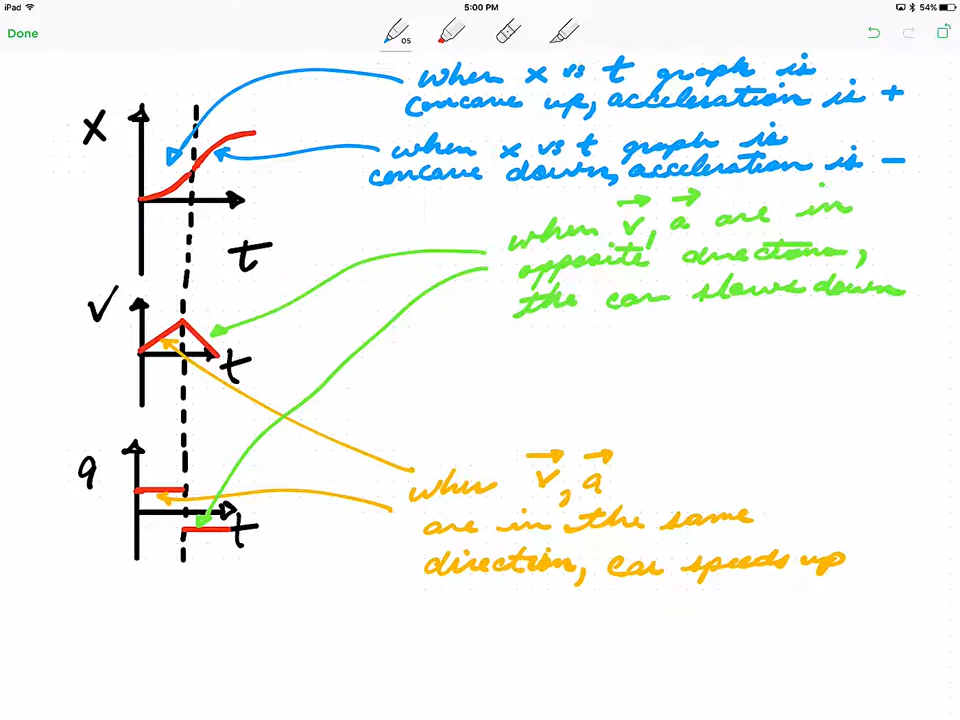 iPad 5:00 PM 54%
Done
05
when x vs t graph is
concave up, acceleration is +
x
when x vs t graph is
concave down, acceleration is −
t
when v, a are in
opposite directions,
the car slows down
v
t
a
t
when v, a
are in the same
direction, car speeds up